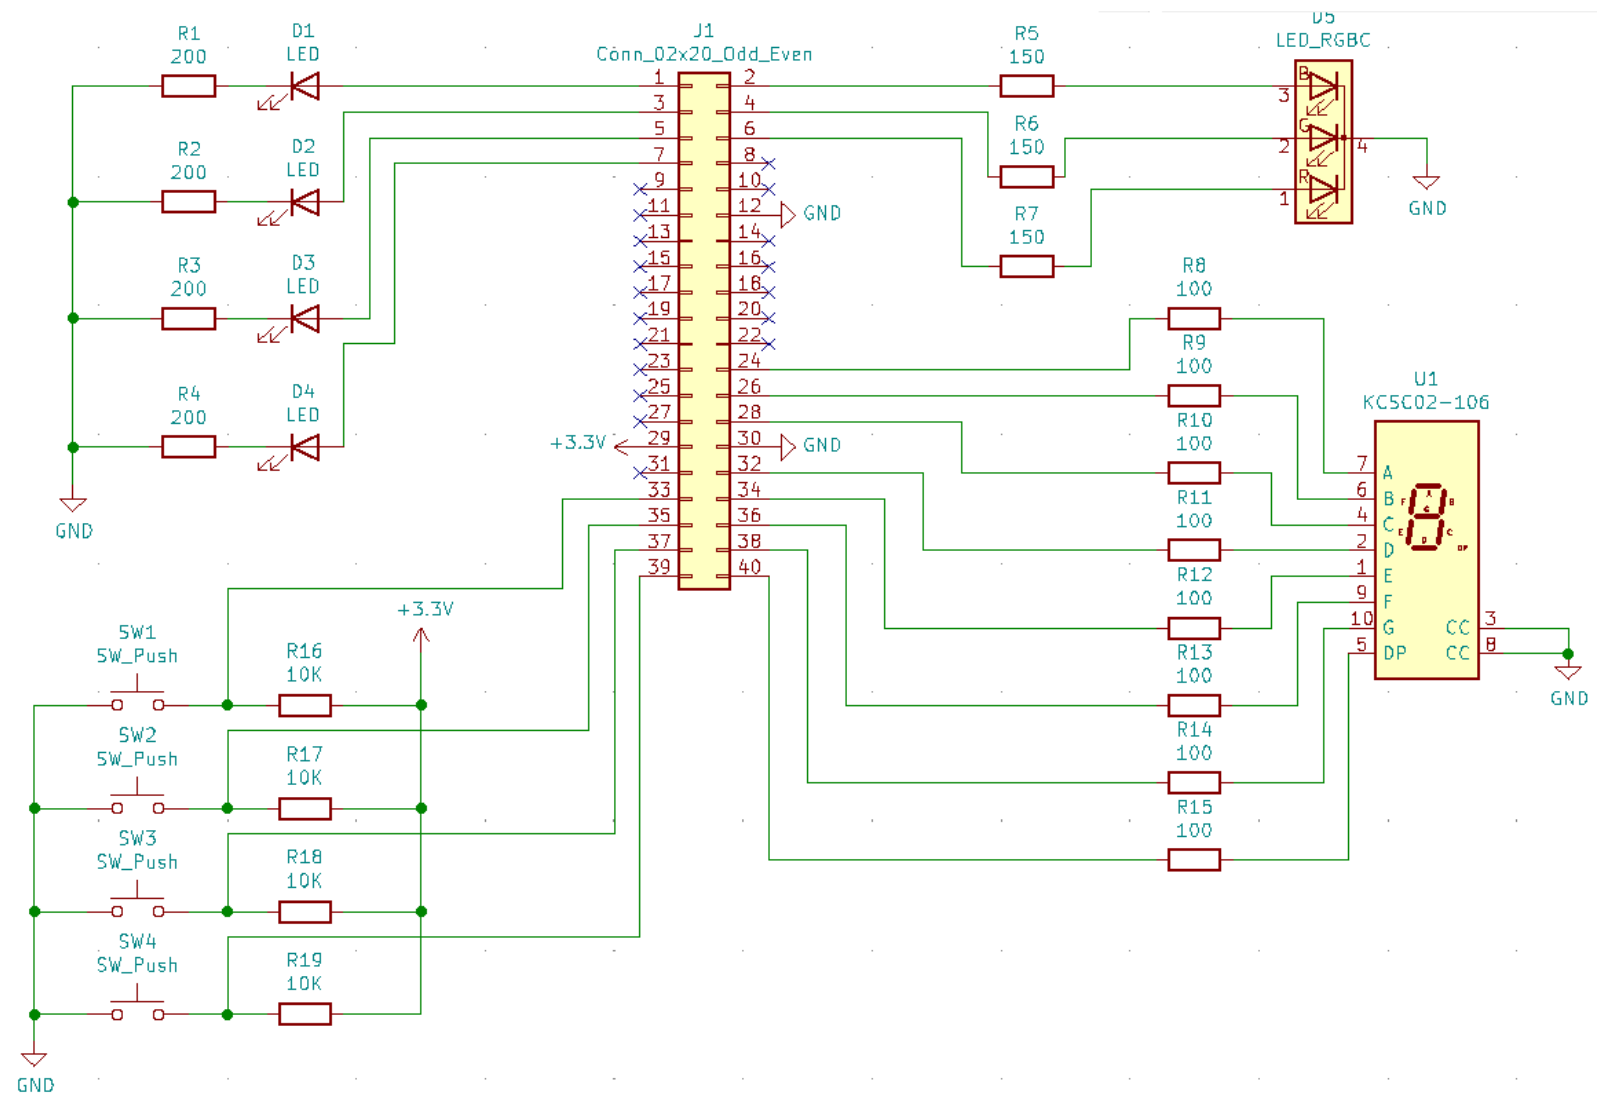 R1
200
D1
LED
J1
Conn_02x20_Odd_Even
R5
150
D5
LED_RGBC
1 2
3 4
5 6
7 8
9 10
11 12 GND
13 14
15 16
17 18
19 20
21 22
23 24
25 26
27 28
+3.3V 29 30 GND
31 32
33 34
35 36
37 38
39 40
R2
200
D2
LED
R3
200
D3
LED
R4
200
D4
LED
GND
R6
150
R7
150
B
3
G
2 4
R
1
GND
R8
100
R9
100
R10
100
R11
100
R12
100
R13
100
R14
100
R15
100
U1
KCSC02-106
7 A
6 B
4 C
2 D
1 E
9 F
10 G CC 3
5 DP CC 8
A
F B
G
E C
D
DP
GND
+3.3V
SW1
SW_Push
R16
10K
SW2
SW_Push
R17
10K
SW3
SW_Push
R18
10K
SW4
SW_Push
R19
10K
GND